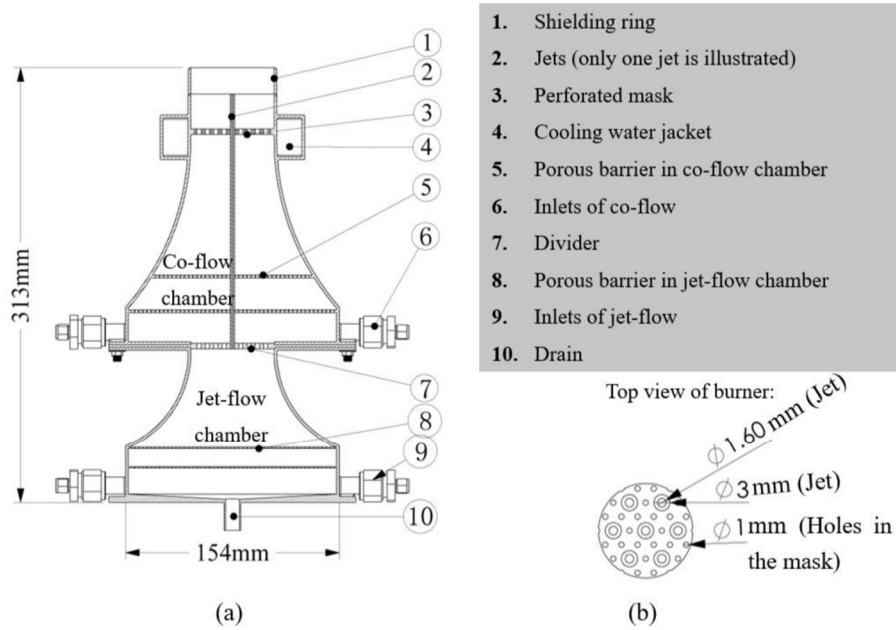 1
2
3
4
5
6
7
8
9
10
313mm
Co-flow
chamber
Jet-flow
chamber
154mm
(a)
1. Shielding ring
2. Jets (only one jet is illustrated)
3. Perforated mask
4. Cooling water jacket
5. Porous barrier in co-flow chamber
6. Inlets of co-flow
7. Divider
8. Porous barrier in jet-flow chamber
9. Inlets of jet-flow
10. Drain
Top view of burner:
∅1.60 mm (Jet)
∅3 mm (Jet)
∅1mm (Holes in
the mask)
(b)